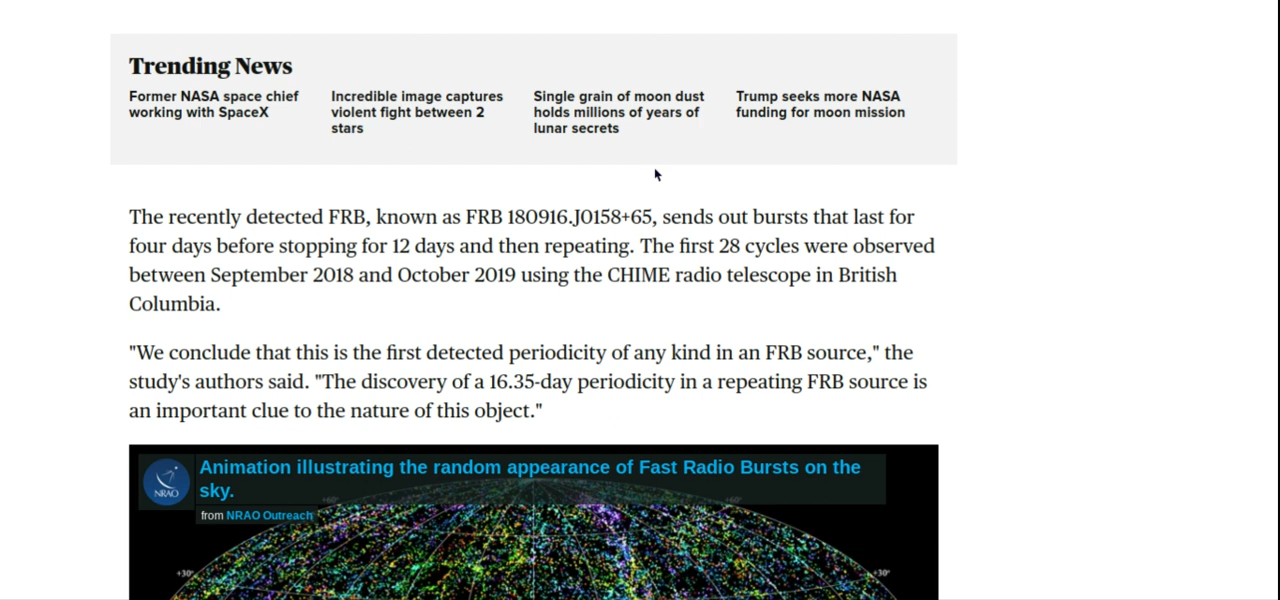 Trending News
Former NASA space chief
working with SpaceX
Incredible image captures
violent fight between 2
stars
Single grain of moon dust
holds millions of years of
lunar secrets
Trump seeks more NASA
funding for moon mission
The recently detected FRB, known as FRB 180916.J0158+65, sends out bursts that last for
four days before stopping for 12 days and then repeating. The first 28 cycles were observed
between September 2018 and October 2019 using the CHIME radio telescope in British
Columbia.
"We conclude that this is the first detected periodicity of any kind in an FRB source," the
study's authors said. "The discovery of a 16.35-day periodicity in a repeating FRB source is
an important clue to the nature of this object."
NRAO
Animation illustrating the random appearance of Fast Radio Bursts on the
sky.
from NRAO Outreach
+60° +60°
+30° +30°